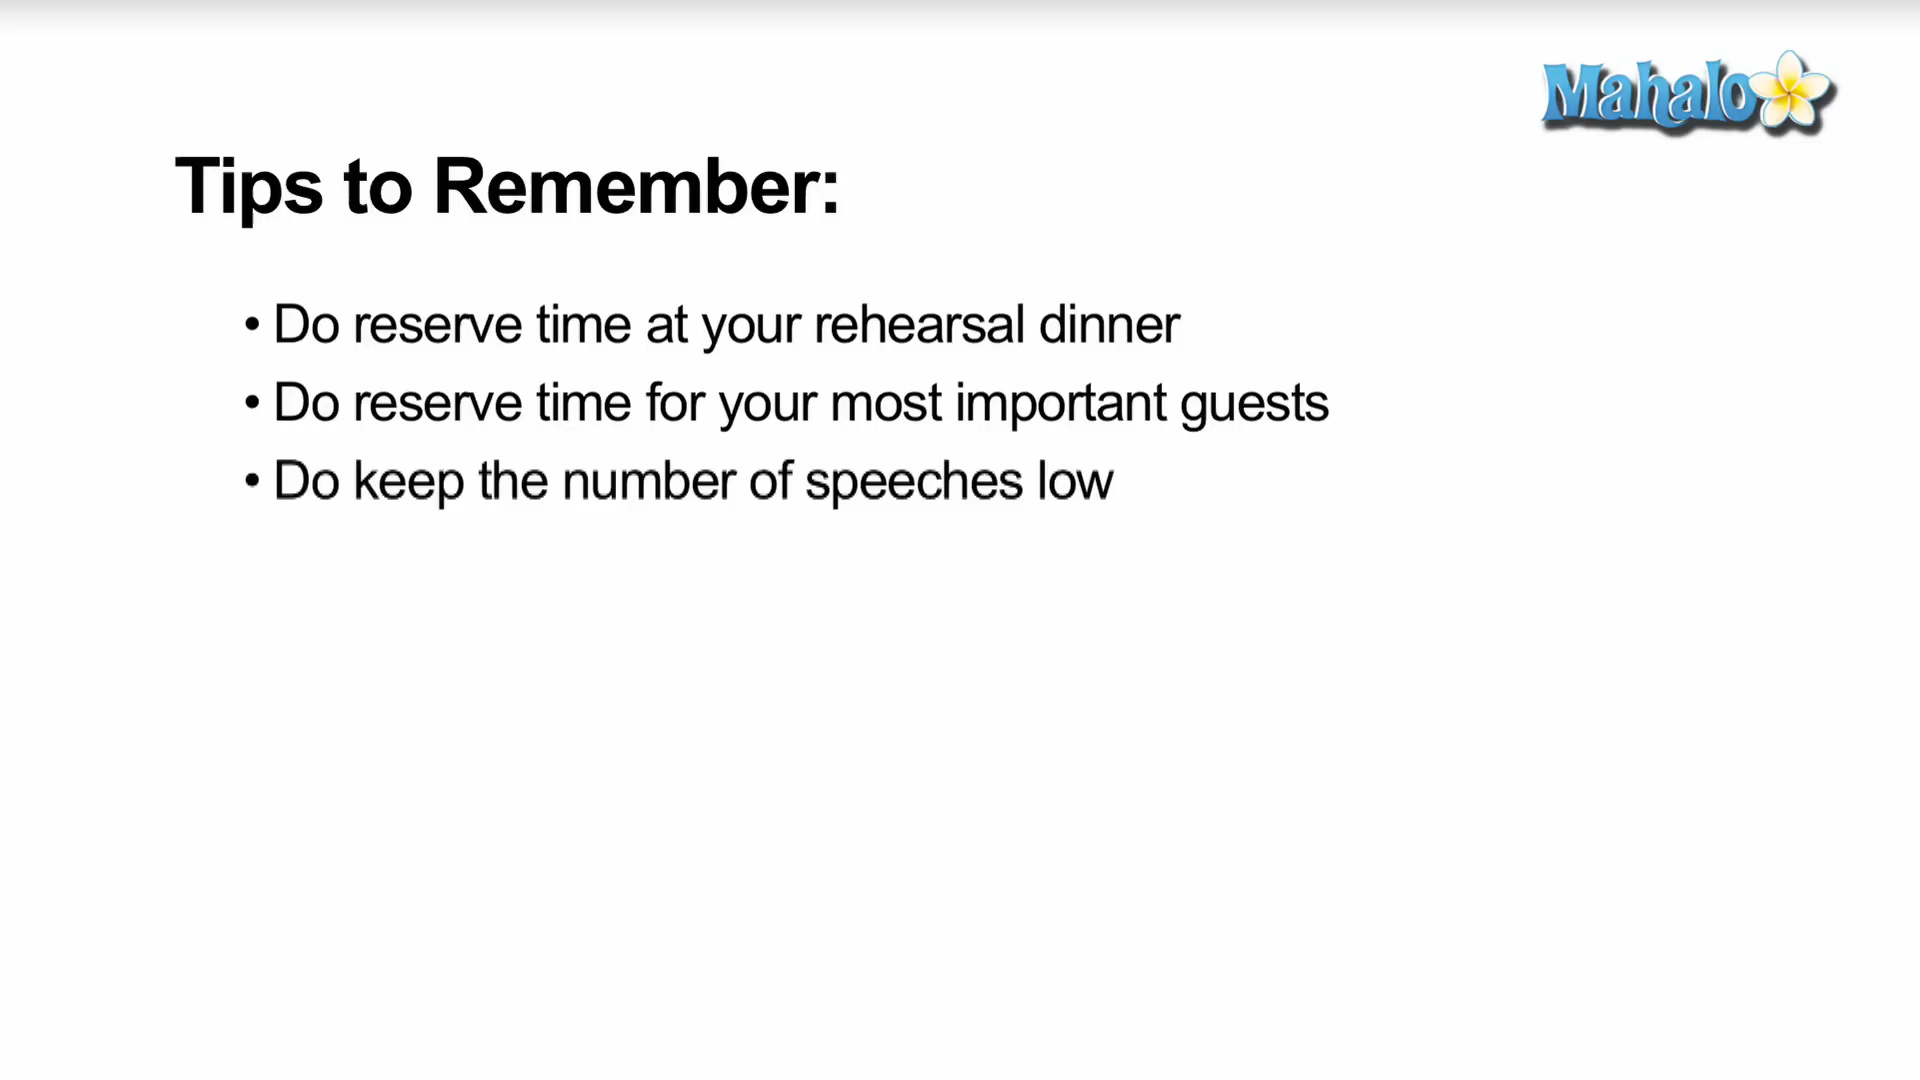 Mahalo
Tips to Remember:
• Do reserve time at your rehearsal dinner
• Do reserve time for your most important guests
• Do keep the number of speeches low